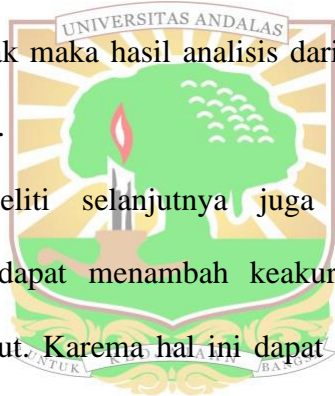 UNIVERSITAS ANDALAS
ak maka hasil analisis dari
.
eliti selanjutnya juga
dapat menambah keakur
ut. Karema hal ini dapat
UNTUK KEDJAJAAN BANGSA